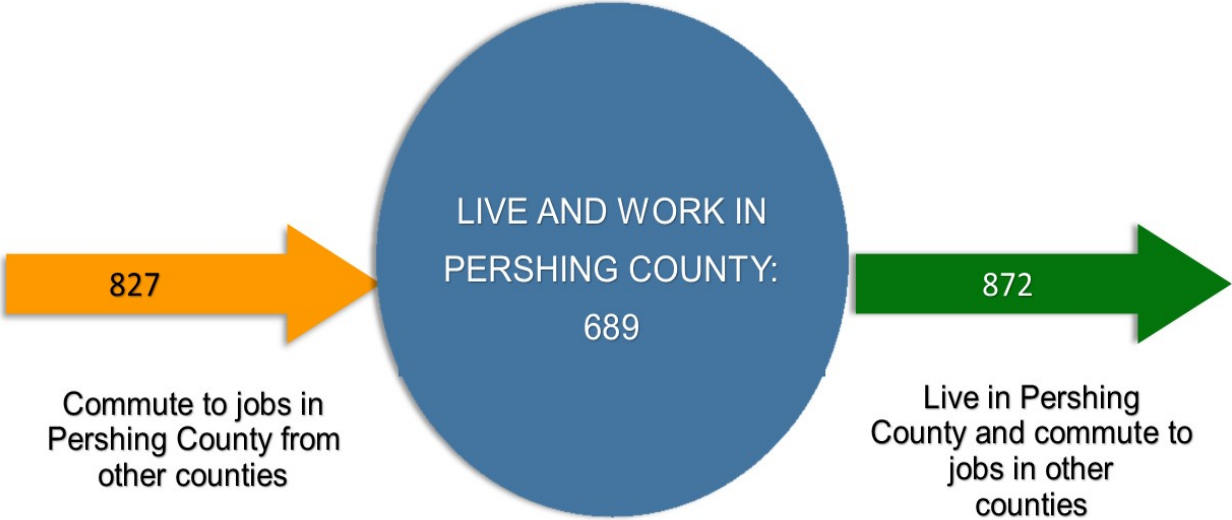 827
Commute to jobs in
Pershing County from
other counties
LIVE AND WORK IN
PERSHING COUNTY:
689
872
Live in Pershing
County and commute to
jobs in other
counties